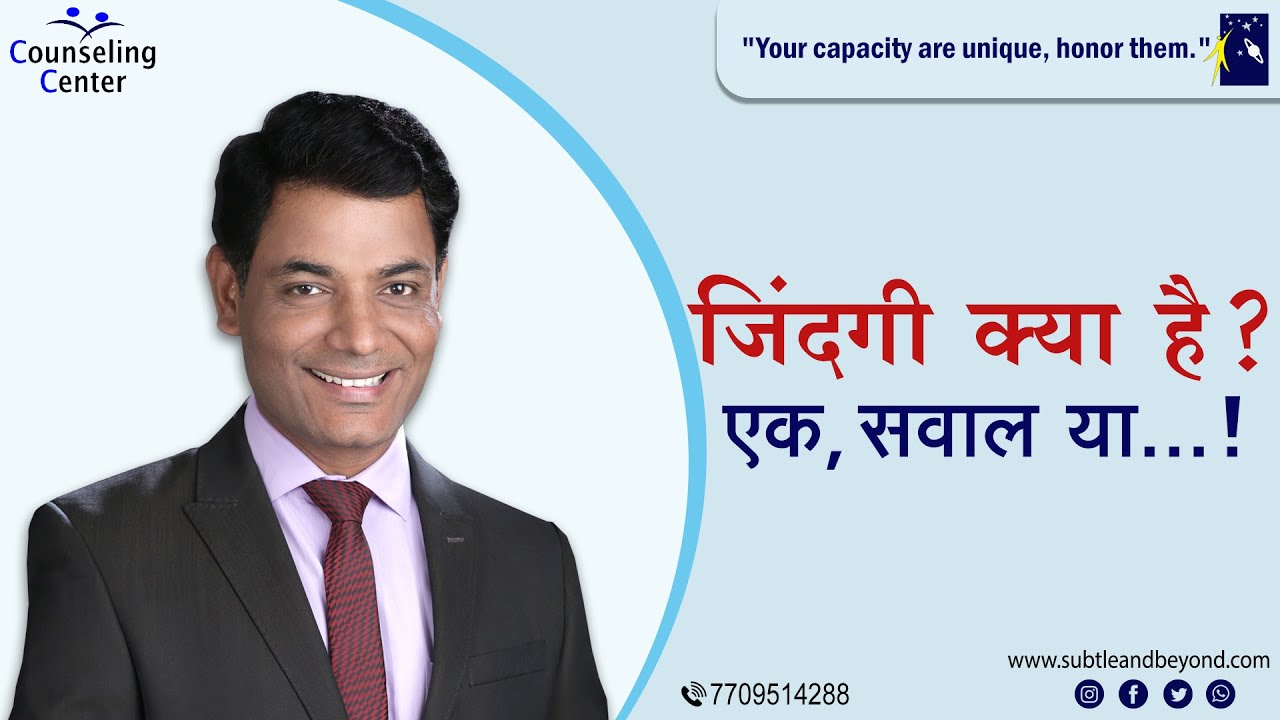 Counseling
Center
"Your capacity are unique, honor them."
जिंदगी क्या है?
एक, सवाल या...!
www.subtleandbeyond.com
7709514288